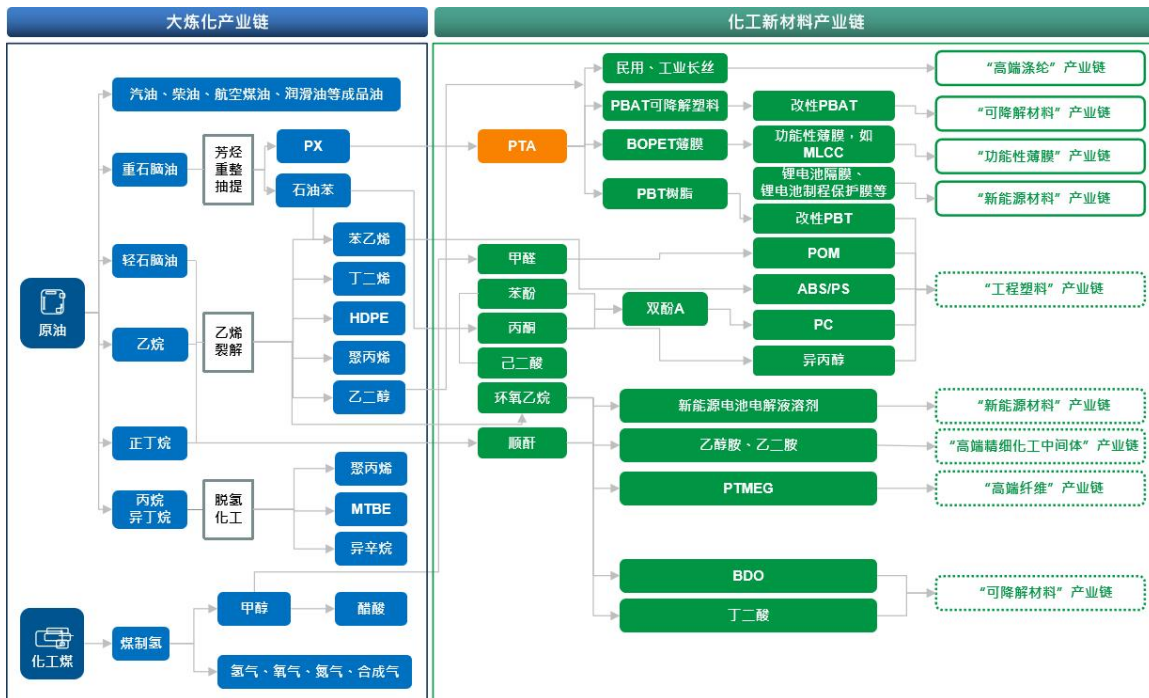 大炼化产业链
化工新材料产业链
汽油、柴油、航空煤油、润滑油等成品油
重石脑油
芳烃
重整
抽提
PX
石油苯
轻石脑油
苯乙烯
丁二烯
HDPE
聚丙烯
乙二醇
原油
乙烷
乙烯
裂解
正丁烷
丙烷
异丁烷
脱氢
化工
聚丙烯
MTBE
异辛烷
甲醇
醋酸
化工煤
煤制氢
氢气、氧气、氮气、合成气
PTA
民用、工业长丝
PBAT可降解塑料
BOPET薄膜
PBT树脂
改性PBAT
功能性薄膜，如
MLCC
锂电池隔膜、
锂电池制程保护膜等
改性PBT
甲醛
苯酚
丙酮
己二酸
环氧乙烷
顺酐
双酚A
POM
ABS/PS
PC
异丙醇
新能源电池电解液溶剂
乙醇胺、乙二胺
PTMEG
BDO
丁二酸
“高端涤纶”产业链
“可降解材料”产业链
“功能性薄膜”产业链
“新能源材料”产业链
“工程塑料”产业链
“新能源材料”产业链
“高端精细化工中间体”产业链
“高端纤维”产业链
“可降解材料”产业链